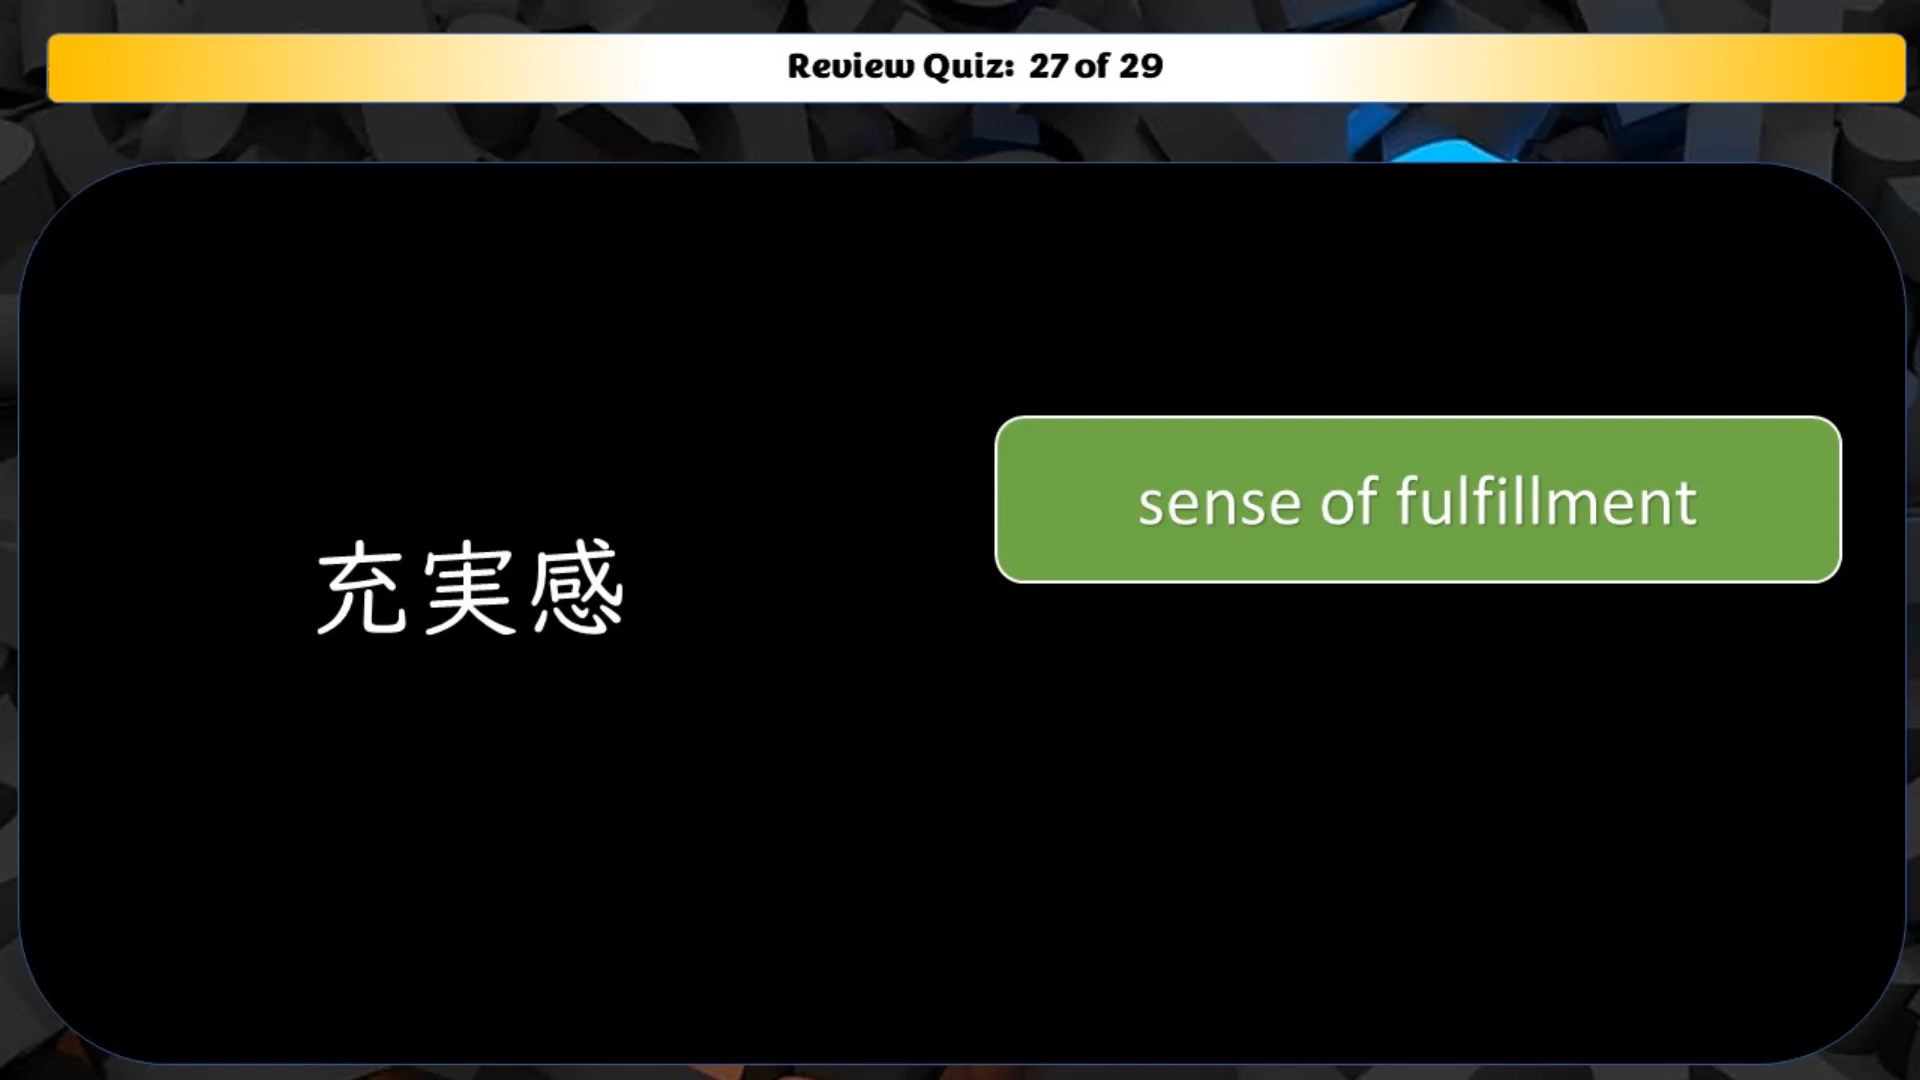 Review Quiz: 27 of 29
充実感
sense of fulfillment